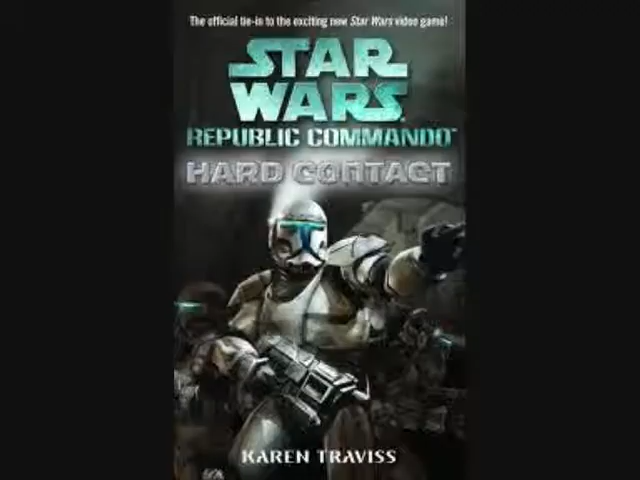 The official tie-in to the exciting new Star Wars video game!
STAR
WARS
REPUBLIC COMMANDO™
HARD CONTACT
KAREN TRAVISS